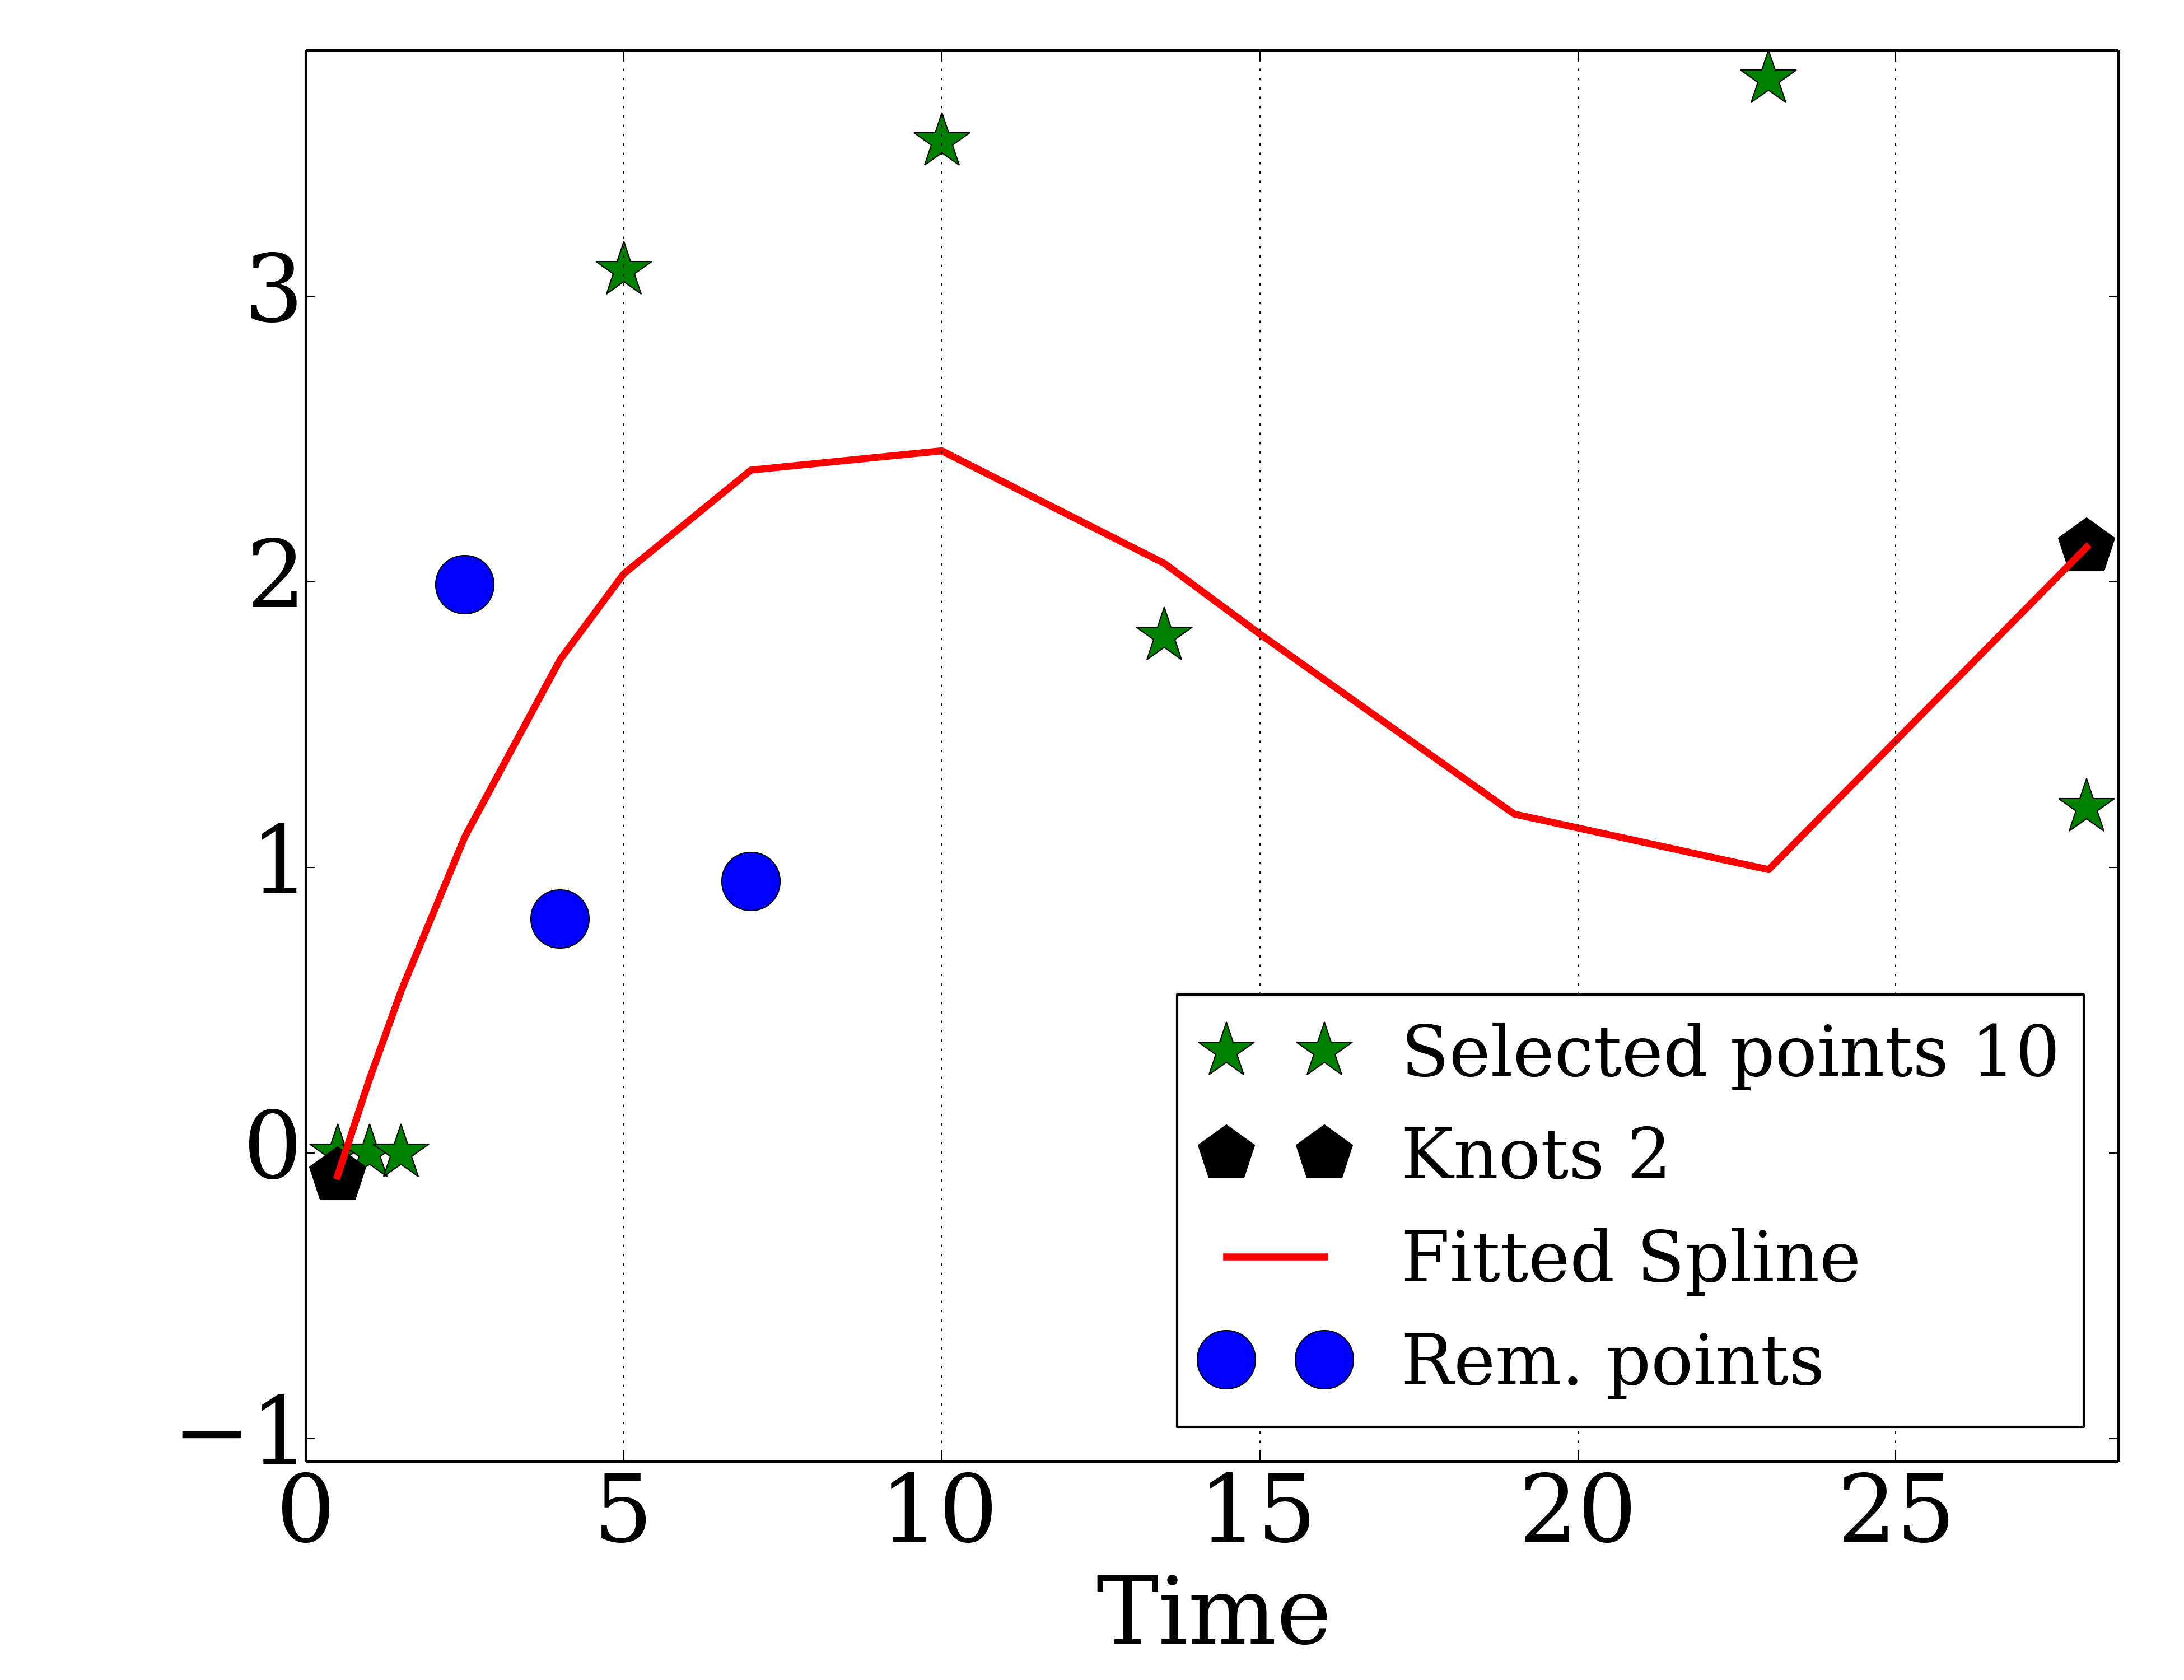 3
2
1
0
−1
0 5 10 15 20 25
Time
Selected points 10
Knots 2
Fitted Spline
Rem. points